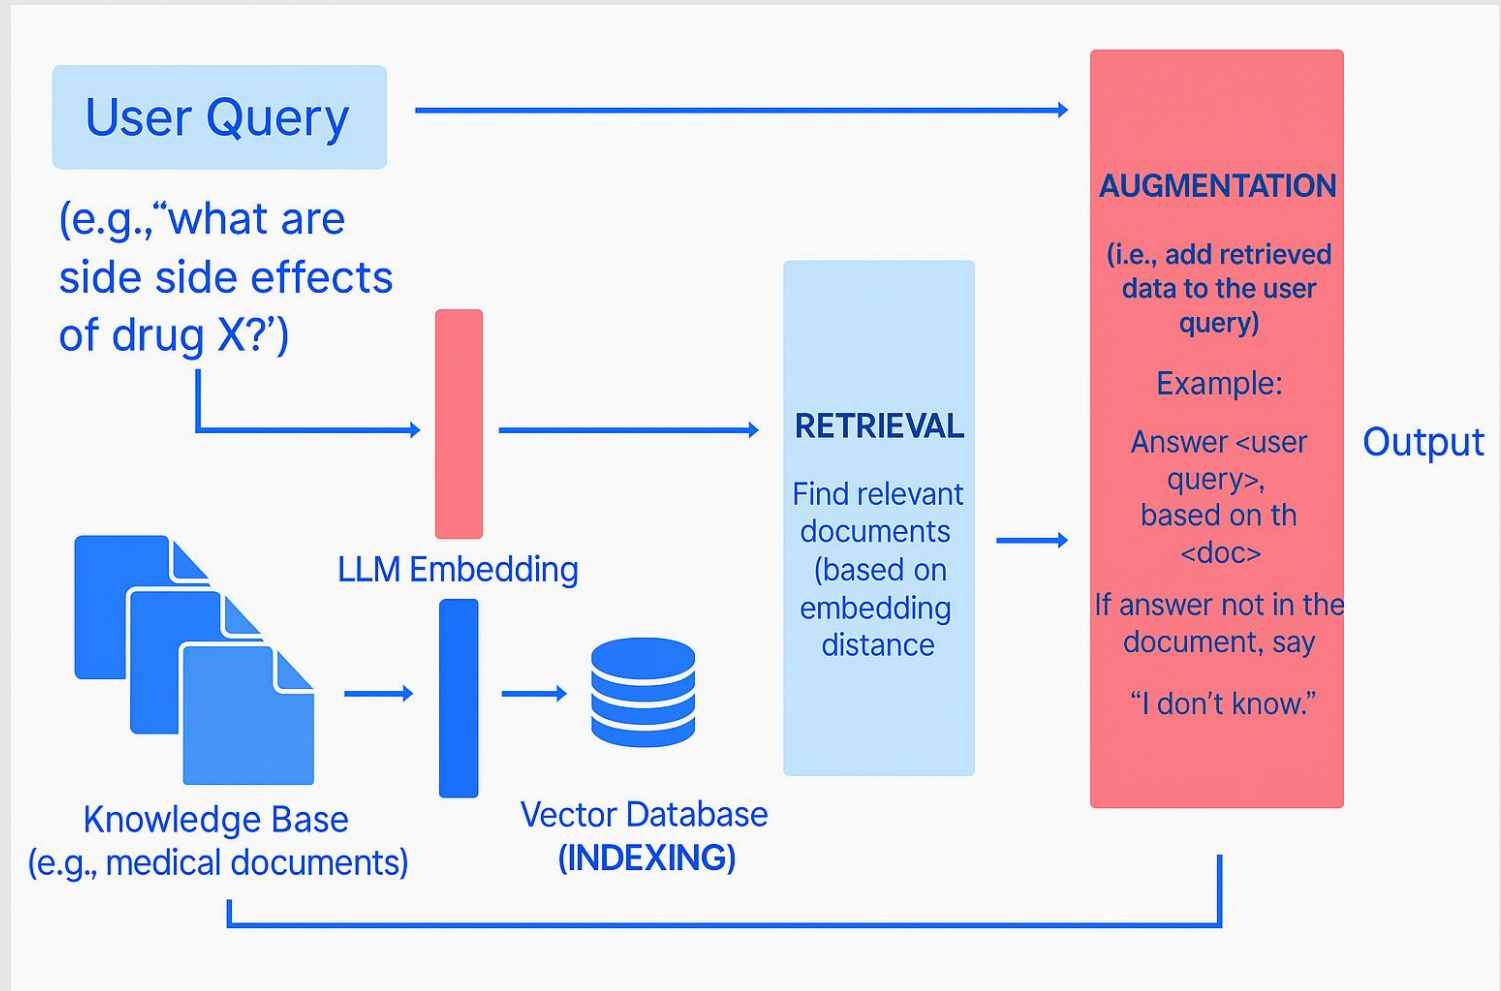 User Query
(e.g.,“what are
side side effects
of drug X?’)
LLM Embedding
Knowledge Base
(e.g., medical documents)
Vector Database
(INDEXING)
RETRIEVAL
Find relevant
documents
(based on
embedding
distance
AUGMENTATION
(i.e., add retrieved
data to the user
query)
Example:
Answer <user
query>,
based on th
<doc>
If answer not in the
document, say
“I don’t know.”
Output